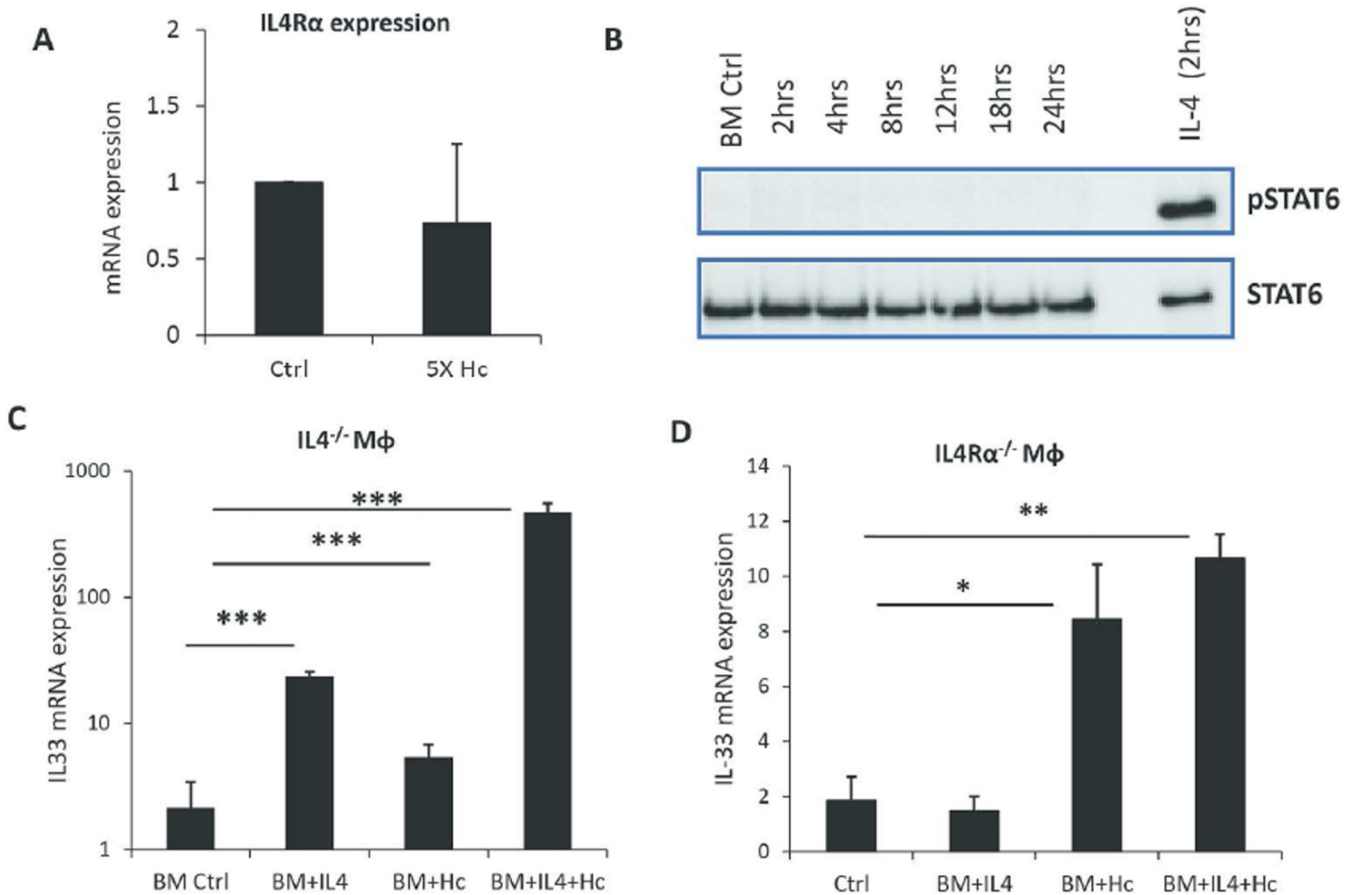 A
IL4Rα expression
mRNA expression
2
1.5
1
0.5
0
Ctrl
5X Hc
B
BM Ctrl
2hrs
4hrs
8hrs
12hrs
18hrs
24hrs
IL-4 (2hrs)
pSTAT6
STAT6
C
IL4-/- Mϕ
IL33 mRNA expression
1000
100
10
1
***
***
***
BM Ctrl
BM+IL4
BM+Hc
BM+IL4+Hc
D
IL4Rα-/- Mϕ
IL-33 mRNA expression
14
12
10
8
6
4
2
0
**
*
Ctrl
BM+IL4
BM+Hc
BM+IL4+Hc